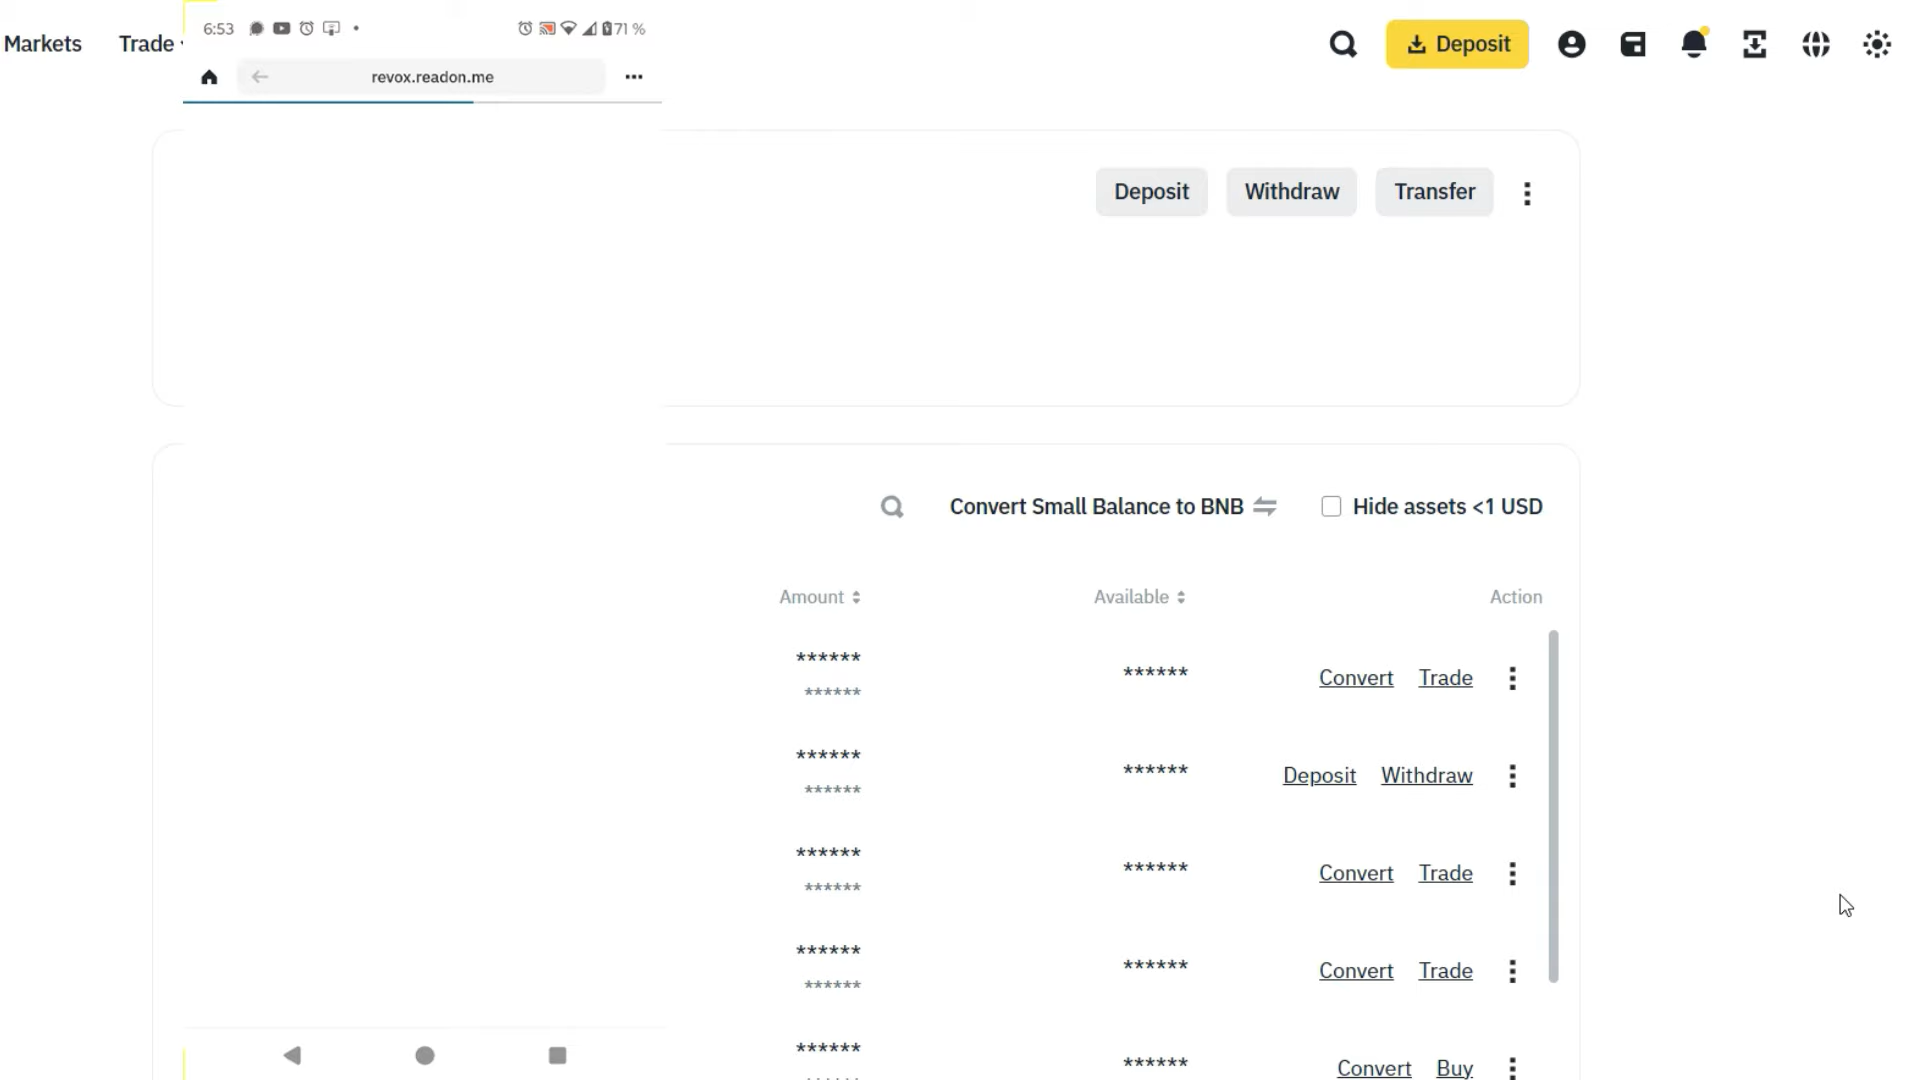 Markets
Trade
6:53
71 %
Deposit
revox.readon.me
Deposit
Withdraw
Transfer
Convert Small Balance to BNB
Hide assets <1 USD
Amount
Available
Action
******
******
******
Convert
Trade
******
******
******
Deposit
Withdraw
******
******
******
Convert
Trade
******
******
******
Convert
Trade
******
******
Convert
Buy